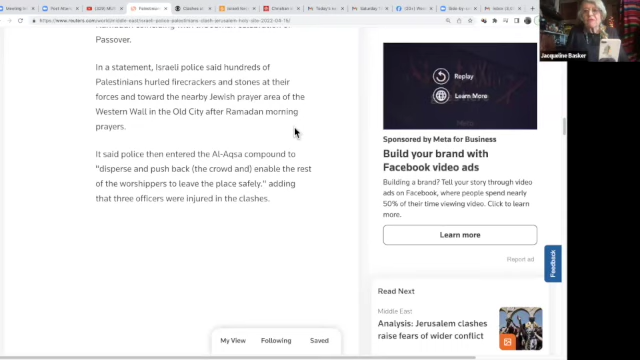 Passover.
In a statement, Israeli police said hundreds of
Palestinians hurled firecrackers and stones at their
forces and toward the nearby Jewish prayer area of the
Western Wall in the Old City after Ramadan morning
prayers.
It said police then entered the Al-Aqsa compound to
"disperse and push back (the crowd and) enable the rest
of the worshippers to leave the place safely," adding
that three officers were injured in the clashes.
Replay
Learn More
Sponsored by Meta for Business
Build your brand with
Facebook video ads
Building a brand? Tell your story through video
ads on Facebook, where people spend nearly
50% of their time viewing video. Click to learn
more.
Learn more
Report ad
Feedback
Read Next
Middle East
Analysis: Jerusalem clashes
raise fears of wider conflict
My View
Following
Saved
Jacqueline Basker